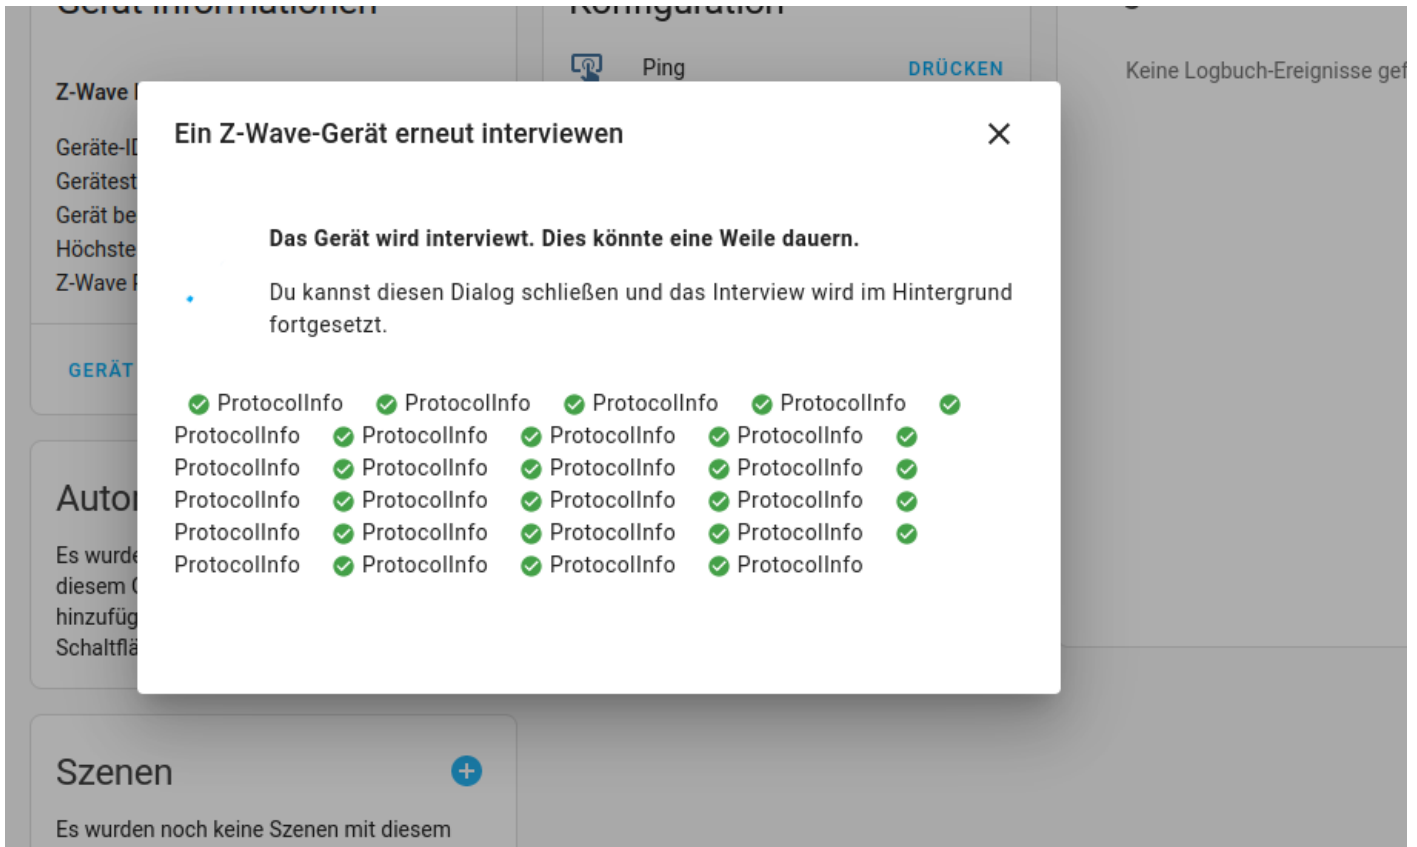 Gerät Informationen
Konfiguration
Ping
DRÜCKEN
Keine Logbuch-Ereignisse gef
Z-Wave
Geräte-ID
Gerätest
Gerät be
Höchste
Z-Wave
GERÄT
Ein Z-Wave-Gerät erneut interviewen
Das Gerät wird interviewt. Dies könnte eine Weile dauern.
Du kannst diesen Dialog schließen und das Interview wird im Hintergrund
fortgesetzt.
ProtocolInfo ProtocolInfo ProtocolInfo ProtocolInfo
ProtocolInfo ProtocolInfo ProtocolInfo ProtocolInfo
ProtocolInfo ProtocolInfo ProtocolInfo ProtocolInfo
ProtocolInfo ProtocolInfo ProtocolInfo ProtocolInfo
ProtocolInfo ProtocolInfo ProtocolInfo ProtocolInfo
ProtocolInfo ProtocolInfo ProtocolInfo ProtocolInfo
Autor
Es wurde
diesem
hinzufüg
Schaltflä
Szenen
Es wurden noch keine Szenen mit diesem